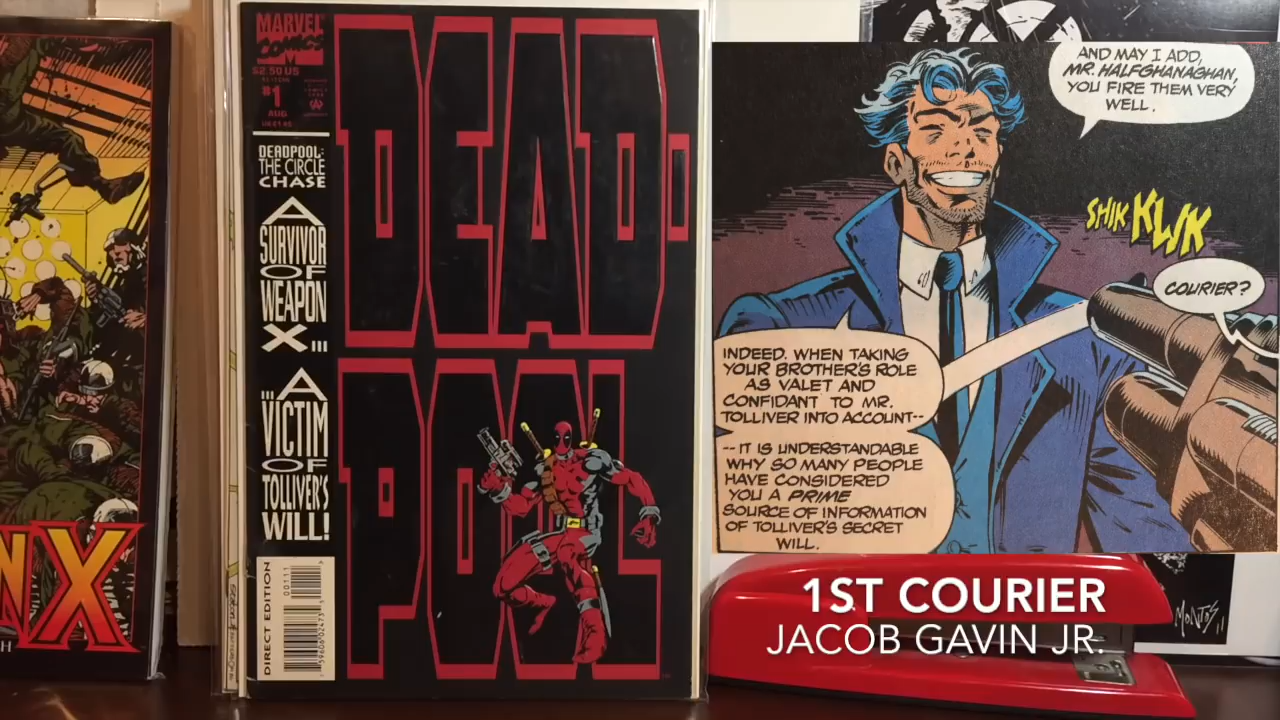 MARVEL
COMICS
$2.50 US
#1
AUG
DEADPOOL:
THE CIRCLE
CHASE
A
SURVIVOR
OF
WEAPON
X...
...A
VICTIM
OF
TOLLIVER'S
WILL!
DIRECT EDITION
00111
DEAD-
POOL
N X
AND MAY I ADD,
MR. HALFGHANAGHAN,
YOU FIRE THEM VERY
WELL.
SHIK KLJK
COURIER?
INDEED. WHEN TAKING
YOUR BROTHER'S ROLE
AS VALET AND
CONFIDANT TO MR.
TOLLIVER INTO ACCOUNT--
--IT IS UNDERSTANDABLE
WHY SO MANY PEOPLE
HAVE CONSIDERED
YOU A PRIME
SOURCE OF INFORMATION
OF TOLLIVER'S SECRET
WILL.
1ST COURIER
JACOB GAVIN JR.